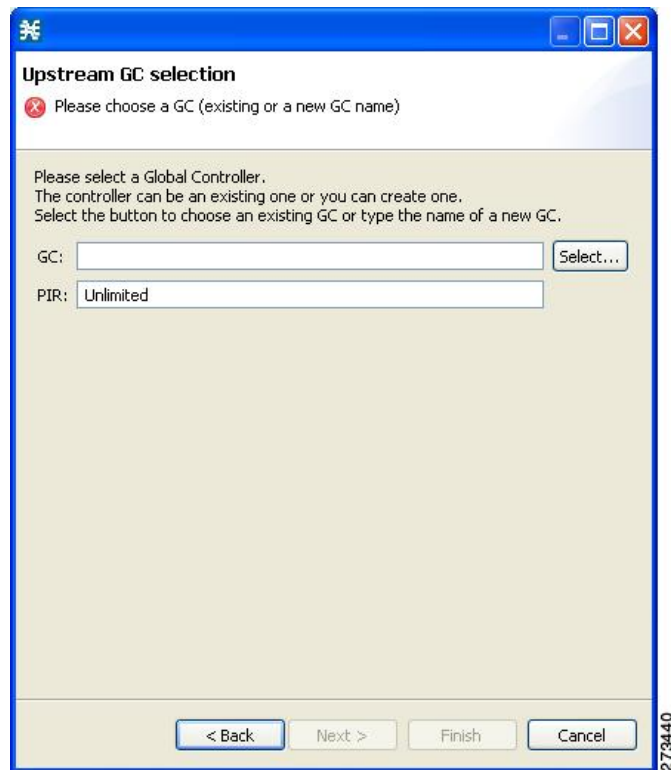 Upstream GC selection
Please choose a GC (existing or a new GC name)
Please select a Global Controller.
The controller can be an existing one or you can create one.
Select the button to choose an existing GC or type the name of a new GC.
GC:
Select...
PIR: Unlimited
< Back Next > Finish Cancel
273440